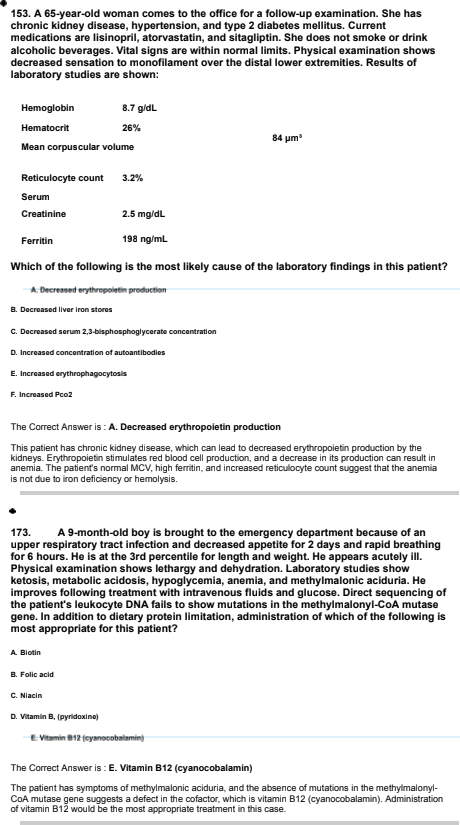 153. A 65-year-old woman comes to the office for a follow-up examination. She has
chronic kidney disease, hypertension, and type 2 diabetes mellitus. Current
medications are lisinopril, atorvastatin, and sitagliptin. She does not smoke or drink
alcoholic beverages. Vital signs are within normal limits. Physical examination shows
decreased sensation to monofilament over the distal lower extremities. Results of
laboratory studies are shown:
Hemoglobin 8.7 g/dL
Hematocrit 26%
Mean corpuscular volume 84 μm³
Reticulocyte count 3.2%
Serum
Creatinine 2.5 mg/dL
Ferritin 198 ng/mL
Which of the following is the most likely cause of the laboratory findings in this patient?
A. Decreased erythropoietin production
B. Decreased liver iron stores
C. Decreased serum 2,3-bisphosphoglycerate concentration
D. Increased concentration of autoantibodies
E. Increased erythrophagocytosis
F. Increased Pco2
The Correct Answer is : A. Decreased erythropoietin production
This patient has chronic kidney disease, which can lead to decreased erythropoietin production by the
kidneys. Erythropoietin stimulates red blood cell production, and a decrease in its production can result in
anemia. The patient's normal MCV, high ferritin, and increased reticulocyte count suggest that the anemia
is not due to iron deficiency or hemolysis.
173. A 9-month-old boy is brought to the emergency department because of an
upper respiratory tract infection and decreased appetite for 2 days and rapid breathing
for 6 hours. He is at the 3rd percentile for length and weight. He appears acutely ill.
Physical examination shows lethargy and dehydration. Laboratory studies show
ketosis, metabolic acidosis, hypoglycemia, anemia, and methylmalonic aciduria. He
improves following treatment with intravenous fluids and glucose. Direct sequencing of
the patient's leukocyte DNA fails to show mutations in the methylmalonyl-CoA mutase
gene. In addition to dietary protein limitation, administration of which of the following is
most appropriate for this patient?
A. Biotin
B. Folic acid
C. Niacin
D. Vitamin B, (pyridoxine)
E. Vitamin B12 (cyanocobalamin)
The Correct Answer is : E. Vitamin B12 (cyanocobalamin)
The patient has symptoms of methylmalonic aciduria, and the absence of mutations in the methylmalonyl-
CoA mutase gene suggests a defect in the cofactor, which is vitamin B12 (cyanocobalamin). Administration
of vitamin B12 would be the most appropriate treatment in this case.